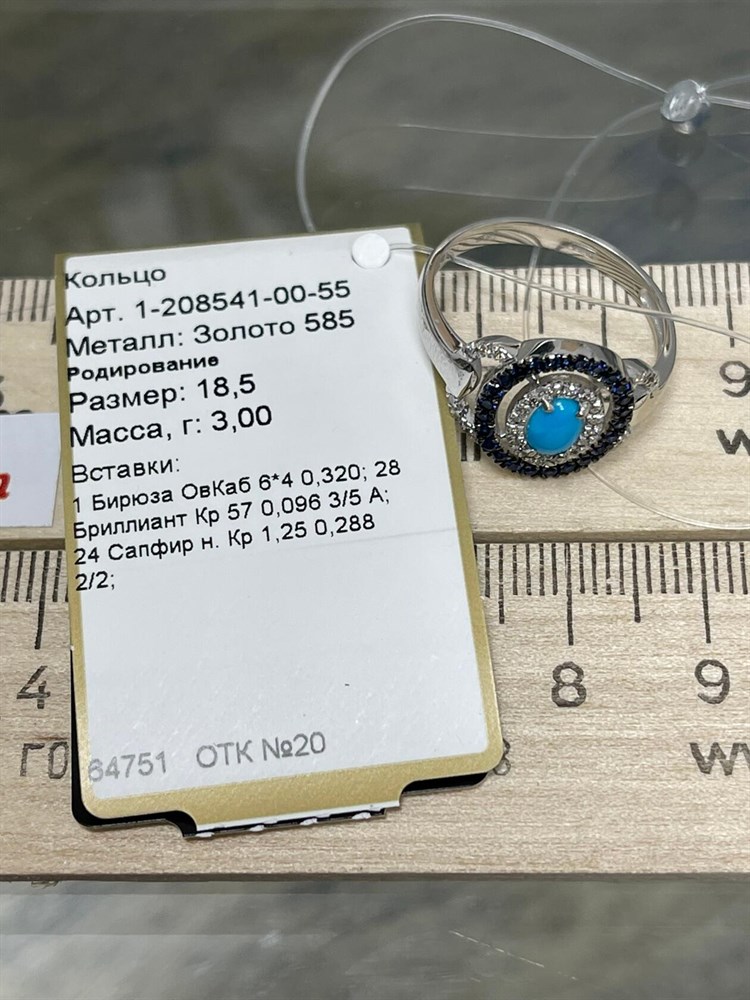 Кольцо
Арт. 1-208541-00-55
Металл: Золото 585
Родирование
Размер: 18,5
Масса, г: 3,00
Вставки:
1 Бирюза ОвКаб 6*4 0,320; 28
Бриллиант Кр 57 0,096 3/5 А;
24 Сапфир н. Кр 1,25 0,288
2/2;
64751 ОТК №20
9
4 8 9
ГО